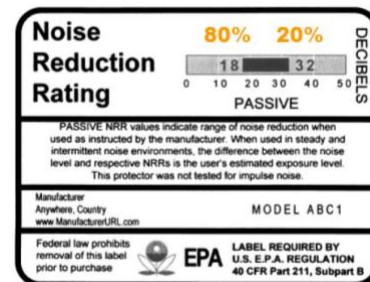 Noise
Reduction
Rating
80% 20%
18 32
0 10 20 30 40 50
PASSIVE
DECIBELS
PASSIVE NRR values indicate range of noise reduction when
used as instructed by the manufacturer. When used in steady and
intermittent noise environments, the difference between the noise
level and respective NRRs is the user's estimated exposure level.
This protector was not tested for impulse noise.
Manufacturer
Anywhere, Country
www.ManufacturerURL.com
MODEL ABC1
Federal law prohibits
removal of this label
prior to purchase
EPA
LABEL REQUIRED BY
U.S. E.P.A. REGULATION
40 CFR Part 211, Subpart B